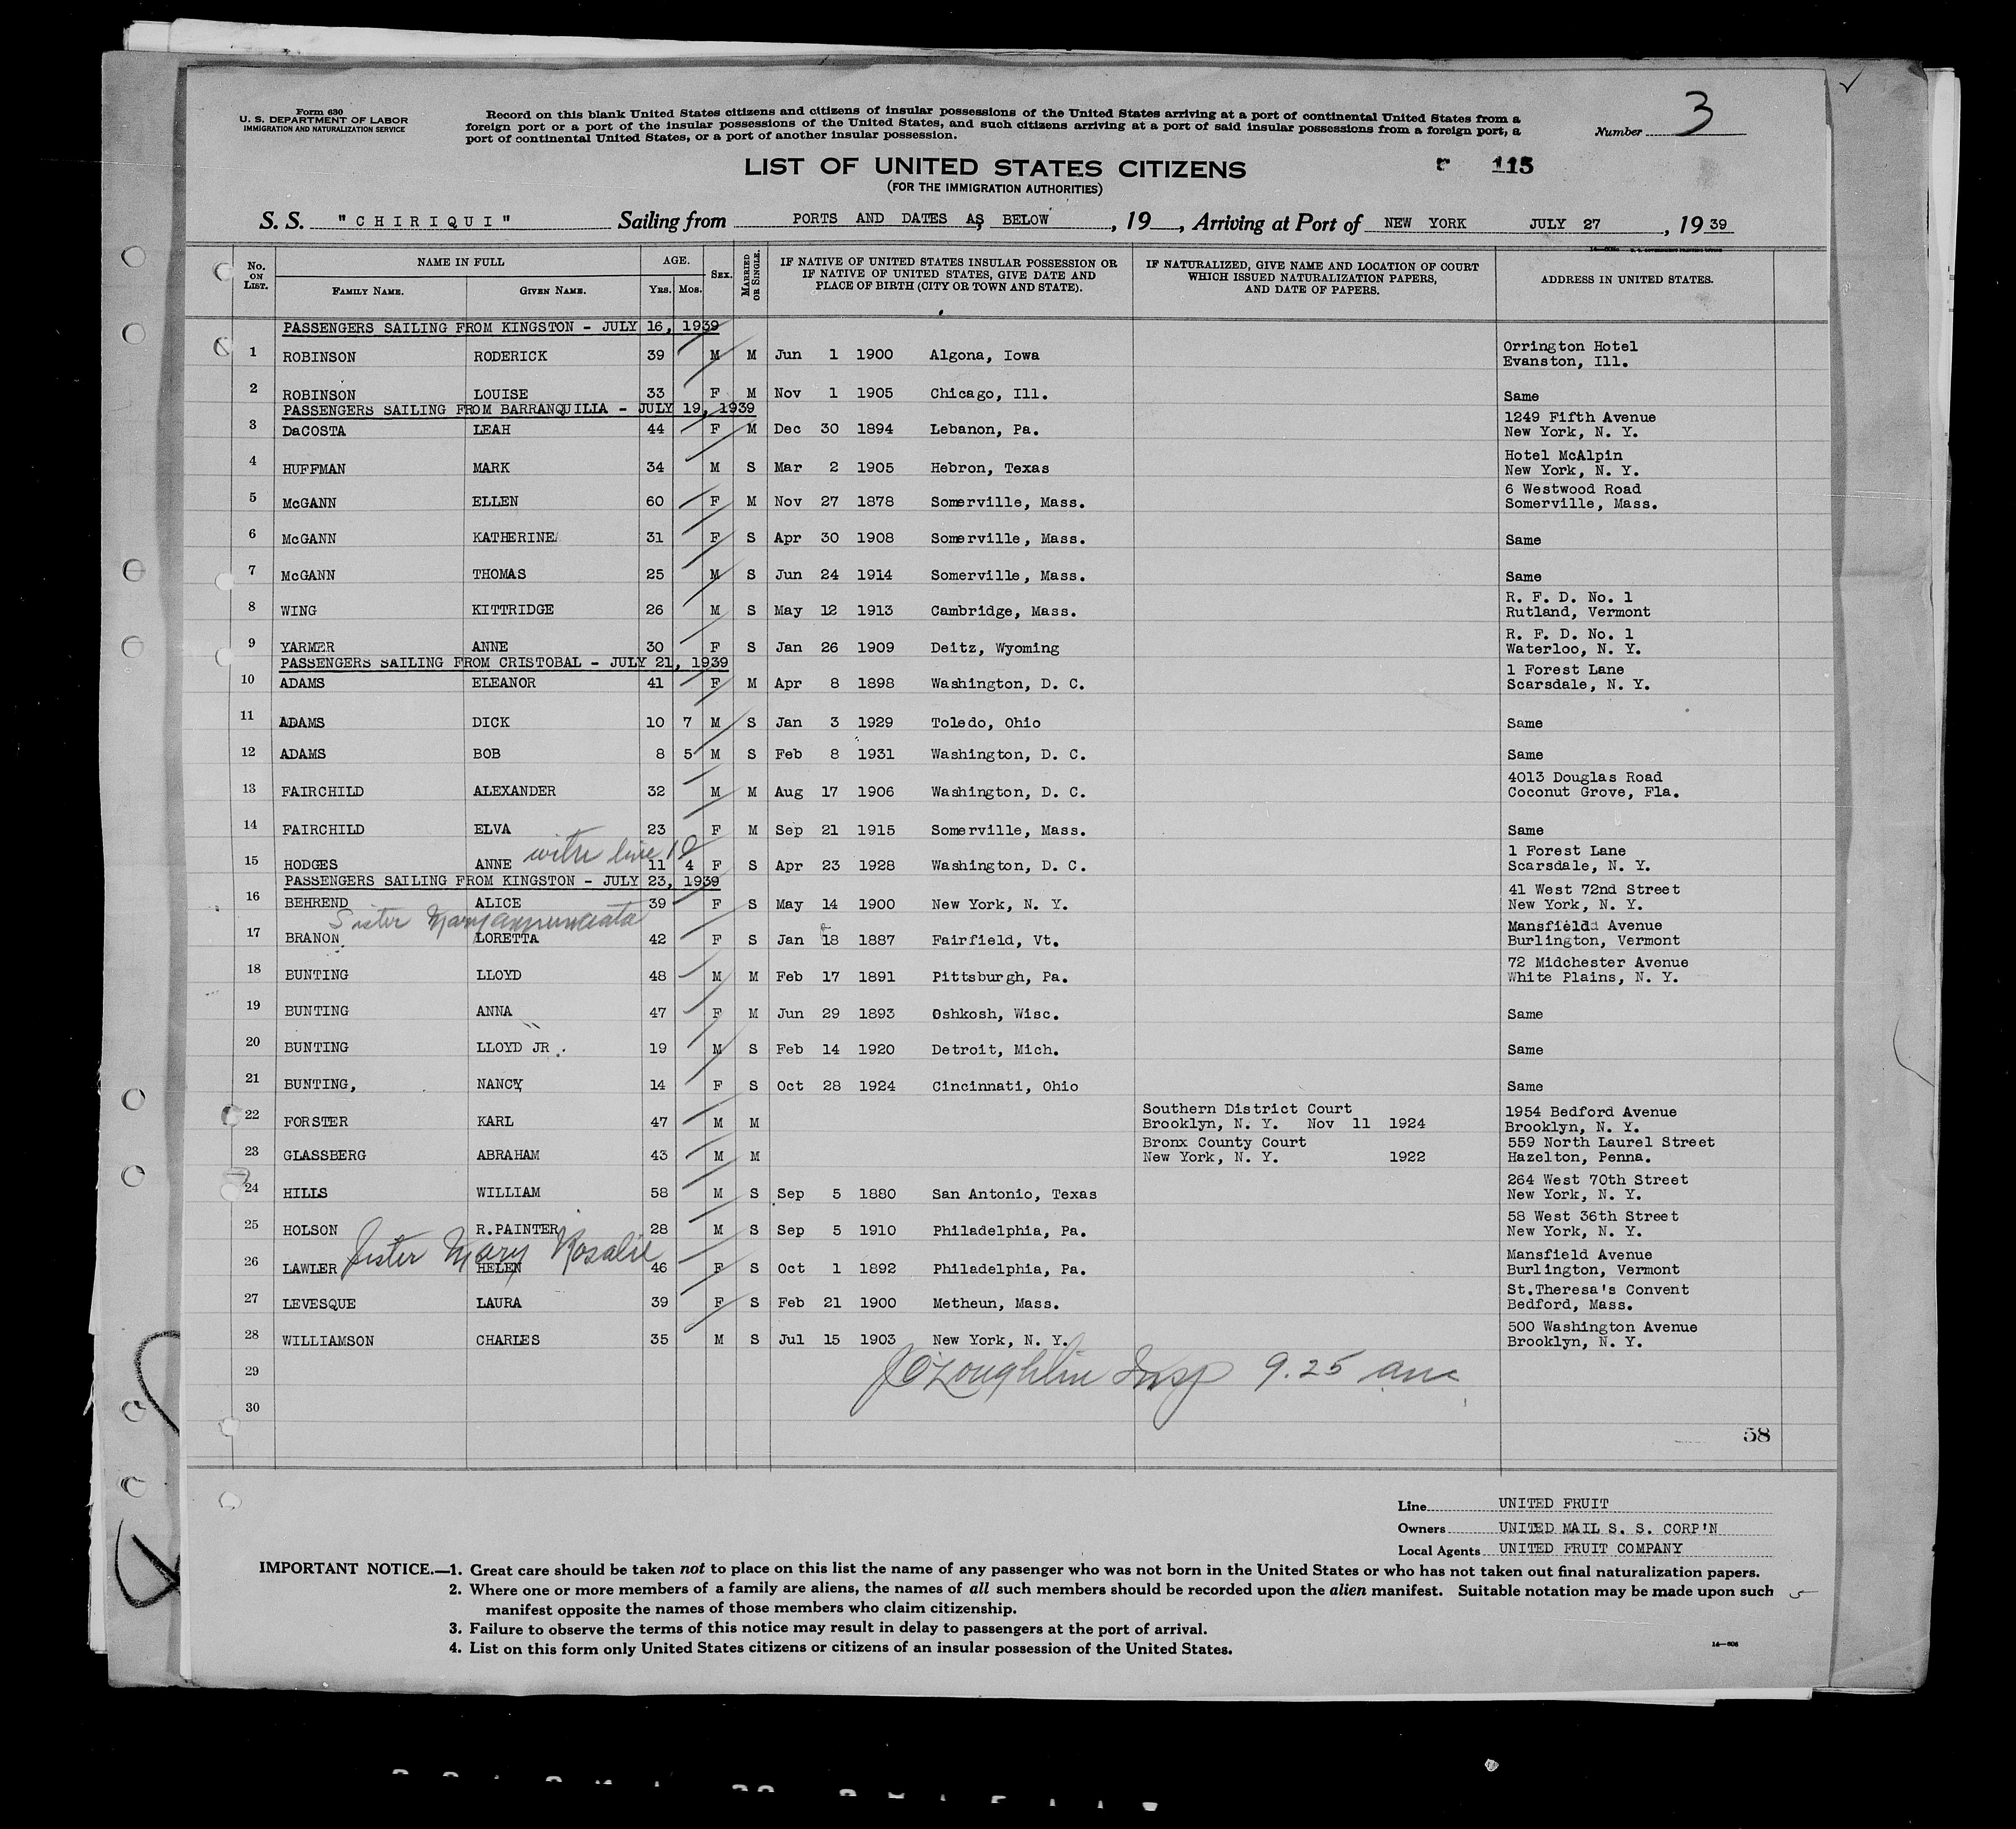 Form 630
U. S. DEPARTMENT OF LABOR
IMMIGRATION AND NATURALIZATION SERVICE
Record on this blank United States citizens and citizens of insular possessions of the United States arriving at a port of continental United States from a
foreign port or a port of the insular possessions of the United States, and such citizens arriving at a port of said insular possessions from a foreign port, a
port of continental United States, or a port of another insular possession.
Number 3
LIST OF UNITED STATES CITIZENS
115
(FOR THE IMMIGRATION AUTHORITIES)
S. S. "CHIRIQUI" Sailing from PORTS AND DATES AS BELOW, 19 , Arriving at Port of NEW YORK JULY 27, 1939
No. ON LIST. NAME IN FULL FAMILY NAME. GIVEN NAME. AGE. YRS. MOS. SEX. MARRIED OR SINGLE. IF NATIVE OF UNITED STATES INSULAR POSSESSION OR IF NATIVE OF UNITED STATES, GIVE DATE AND PLACE OF BIRTH (CITY OR TOWN AND STATE). IF NATURALIZED, GIVE NAME AND LOCATION OF COURT WHICH ISSUED NATURALIZATION PAPERS, AND DATE OF PAPERS. ADDRESS IN UNITED STATES.
PASSENGERS SAILING FROM KINGSTON - JULY 16, 1939
1 ROBINSON RODERICK 39 M M Jun 1 1900 Algona, Iowa Orrington Hotel Evanston, Ill.
2 ROBINSON LOUISE 33 F M Nov 1 1905 Chicago, Ill. Same
PASSENGERS SAILING FROM BARRANQUILIA - JULY 19, 1939
3 DaCOSTA LEAH 44 F M Dec 30 1894 Lebanon, Pa. 1249 Fifth Avenue New York, N. Y.
4 HUFFMAN MARK 34 M S Mar 2 1905 Hebron, Texas Hotel McAlpin New York, N. Y.
5 McGANN ELLEN 60 F M Nov 27 1878 Somerville, Mass. 6 Westwood Road Somerville, Mass.
6 McGANN KATHERINE 31 F S Apr 30 1908 Somerville, Mass. Same
7 McGANN THOMAS 25 M S Jun 24 1914 Somerville, Mass. Same
8 WING KITTRIDGE 26 M S May 12 1913 Cambridge, Mass. R. F. D. No. 1 Rutland, Vermont
9 YARMER ANNE 30 F S Jan 26 1909 Deitz, Wyoming R. F. D. No. 1 Waterloo, N. Y.
PASSENGERS SAILING FROM CRISTOBAL - JULY 21, 1939
10 ADAMS ELEANOR 41 F M Apr 8 1898 Washington, D. C. 1 Forest Lane Scarsdale, N. Y.
11 ADAMS DICK 10 7 M S Jan 3 1929 Toledo, Ohio Same
12 ADAMS BOB 8 5 M S Feb 8 1931 Washington, D. C. Same
13 FAIRCHILD ALEXANDER 32 M M Aug 17 1906 Washington, D. C. 4013 Douglas Road Coconut Grove, Fla.
14 FAIRCHILD ELVA 23 F M Sep 21 1915 Somerville, Mass. Same
with line 10
15 HODGES ANNE 11 4 F S Apr 23 1928 Washington, D. C. 1 Forest Lane Scarsdale, N. Y.
PASSENGERS SAILING FROM KINGSTON - JULY 23, 1939
16 BEHREND ALICE 39 F S May 14 1900 New York, N. Y. 41 West 72nd Street New York, N. Y.
Sister Mary Annunciata
17 BRANON LORETTA 42 F S Jan 18 1887 Fairfield, Vt. Mansfield Avenue Burlington, Vermont
18 BUNTING LLOYD 48 M M Feb 17 1891 Pittsburgh, Pa. 72 Midchester Avenue White Plains, N. Y.
19 BUNTING ANNA 47 F M Jun 29 1893 Oshkosh, Wisc. Same
20 BUNTING LLOYD JR. 19 M S Feb 14 1920 Detroit, Mich. Same
21 BUNTING, NANCY 14 F S Oct 28 1924 Cincinnati, Ohio Same
22 FORSTER KARL 47 M M Southern District Court Brooklyn, N. Y. Nov 11 1924 1954 Bedford Avenue Brooklyn, N. Y.
23 GLASSBERG ABRAHAM 43 M M Bronx County Court New York, N. Y. 1922 559 North Laurel Street Hazelton, Penna.
24 HILLS WILLIAM 58 M S Sep 5 1880 San Antonio, Texas 264 West 70th Street New York, N. Y.
25 HOLSON R.PAINTER 28 M S Sep 5 1910 Philadelphia, Pa. 58 West 36th Street New York, N. Y.
Sister Mary Rosalie
26 LAWLER HELEN 46 F S Oct 1 1892 Philadelphia, Pa. Mansfield Avenue Burlington, Vermont
27 LEVESQUE LAURA 39 F S Feb 21 1900 Metheun, Mass. St.Theresa's Convent Bedford, Mass.
28 WILLIAMSON CHARLES 35 M S Jul 15 1903 New York, N. Y. 500 Washington Avenue Brooklyn, N. Y.
29 J O'Loughlin Insp 9.25 am
30
58
Line UNITED FRUIT
Owners UNITED MAIL S. S. CORP'N
Local Agents UNITED FRUIT COMPANY
IMPORTANT NOTICE.—1. Great care should be taken not to place on this list the name of any passenger who was not born in the United States or who has not taken out final naturalization papers.
2. Where one or more members of a family are aliens, the names of all such members should be recorded upon the alien manifest. Suitable notation may be made upon such
manifest opposite the names of those members who claim citizenship.
3. Failure to observe the terms of this notice may result in delay to passengers at the port of arrival.
4. List on this form only United States citizens or citizens of an insular possession of the United States.
14—606